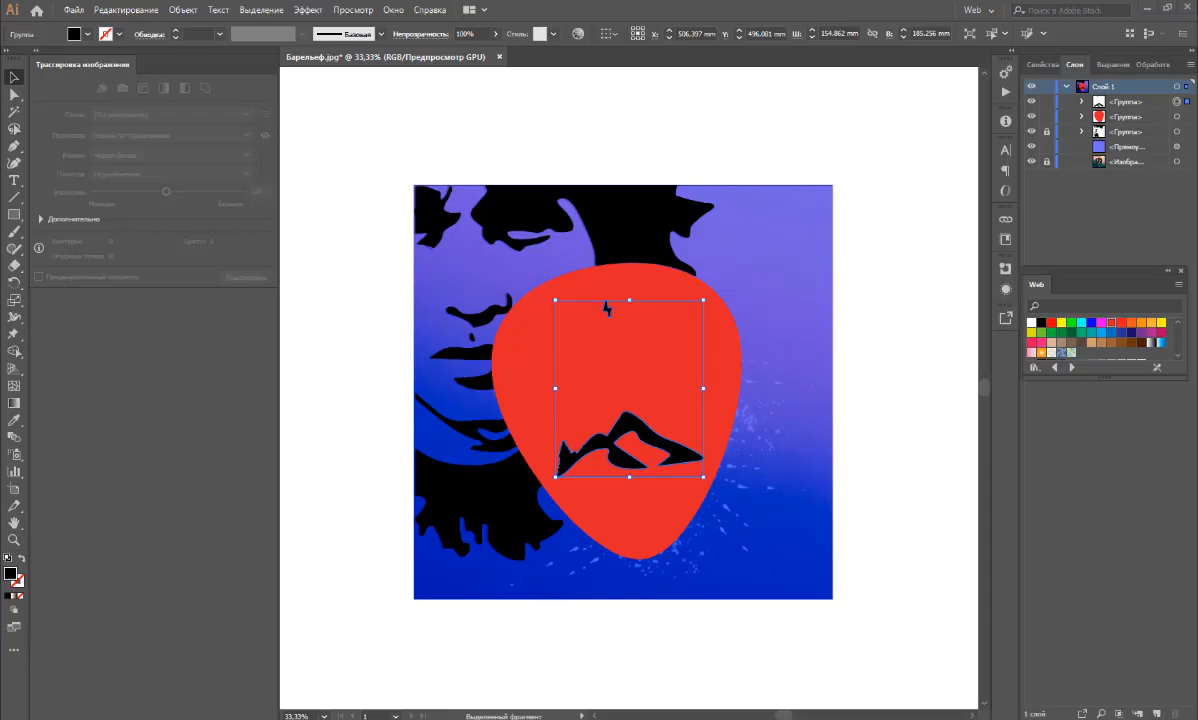 Ai Файл Редактирование Объект Текст Выделение Эффект Просмотр Окно Справка Web Поиск в Adobe Stock
Группа Обводка: Базовая Непрозрачность: 100% Стиль: X: 506.397 mm Y: 496.081 mm Ш: 154.862 mm В: 185.256 mm
Барельеф.jpg* @ 33,33% (RGB/Предпросмотр GPU)
Трассировка изображения
Свойства Слои Выравнив Обработк
Слой 1
<Группа>
<Группа>
<Группа>
<Прямоу...
<Изобра...
Меньше Больше
Дополнительно
Web
33,33% 1 Выделенный фрагмент
1 слой